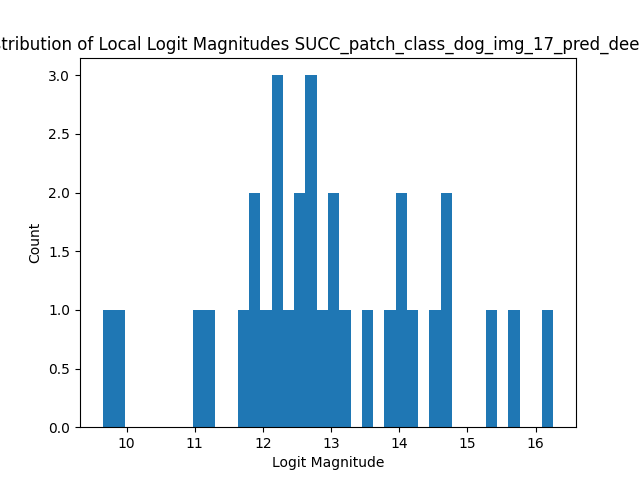 tribution of Local Logit Magnitudes SUCC_patch_class_dog_img_17_pred_dee
3.0
2.5
2.0
1.5
1.0
0.5
0.0
Count
10 11 12 13 14 15 16
Logit Magnitude